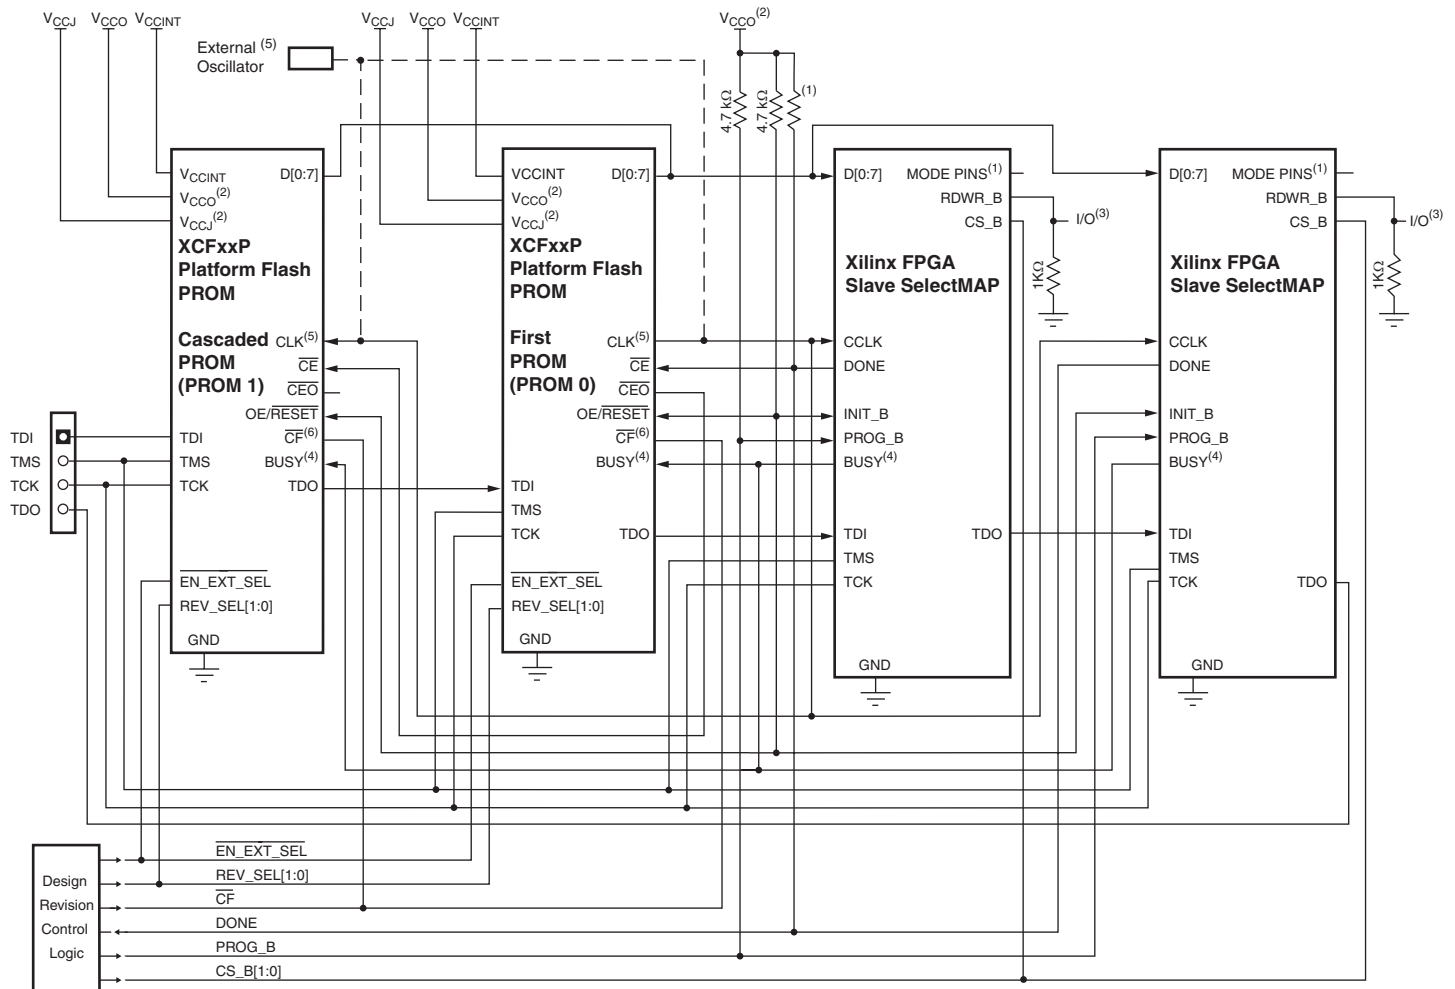 VCCJ VCCO VCCINT
External (5)
Oscillator
VCCJ VCCO VCCINT
VCCO(2)
4.7 kΩ
4.7 kΩ
(1)
VCCINT
VCCO(2)
VCCJ(2)
D[0:7]
XCFxxP
Platform Flash
PROM
Cascaded
PROM
(PROM 1)
CLK(5)
CE
CEO
OE/RESET
CF(6)
BUSY(4)
TDO
TDI
TMS
TCK
EN_EXT_SEL
REV_SEL[1:0]
GND
VCCINT
VCCO(2)
VCCJ(2)
D[0:7]
XCFxxP
Platform Flash
PROM
First
PROM
(PROM 0)
CLK(5)
CE
CEO
OE/RESET
CF(6)
BUSY(4)
TDI
TMS
TCK
TDO
EN_EXT_SEL
REV_SEL[1:0]
GND
D[0:7]
MODE PINS(1)
RDWR_B
CS_B
I/O(3)
1KΩ
Xilinx FPGA
Slave SelectMAP
CCLK
DONE
INIT_B
PROG_B
BUSY(4)
TDI
TMS
TCK
TDO
GND
D[0:7]
MODE PINS(1)
RDWR_B
CS_B
I/O(3)
1KΩ
Xilinx FPGA
Slave SelectMAP
CCLK
DONE
INIT_B
PROG_B
BUSY(4)
TDI
TMS
TCK
TDO
GND
TDI
TMS
TCK
TDO
Design
Revision
Control
Logic
EN_EXT_SEL
REV_SEL[1:0]
CF
DONE
PROG_B
CS_B[1:0]